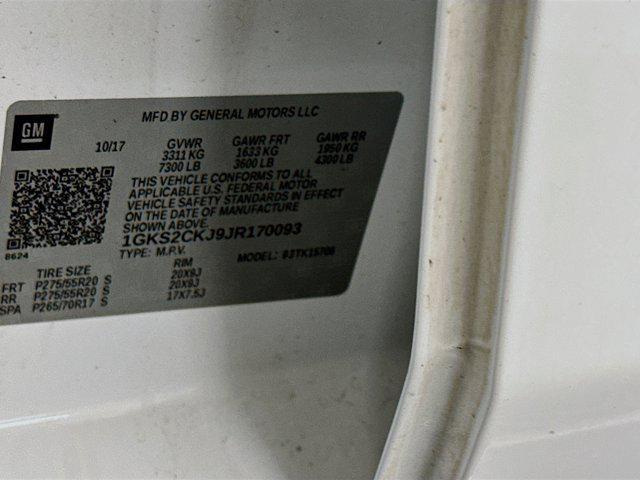 MFD BY GENERAL MOTORS LLC
GM
10/17 GVWR GAWR FRT GAWR RR
3311 KG 1633 KG 1950 KG
7300 LB 3600 LB 4300 LB
THIS VEHICLE CONFORMS TO ALL
APPLICABLE U.S. FEDERAL MOTOR
VEHICLE SAFETY STANDARDS IN EFFECT
ON THE DATE OF MANUFACTURE
SHOWN ABOVE.
1GKS2CKJ9JR170093
8624
TYPE: M.P.V. MODEL:
TIRE SIZE RIM
FRT P275/55R20 S 20X9J
RR P275/55R20 S 20X9J
SPA P265/70R17 S 17X7.5J